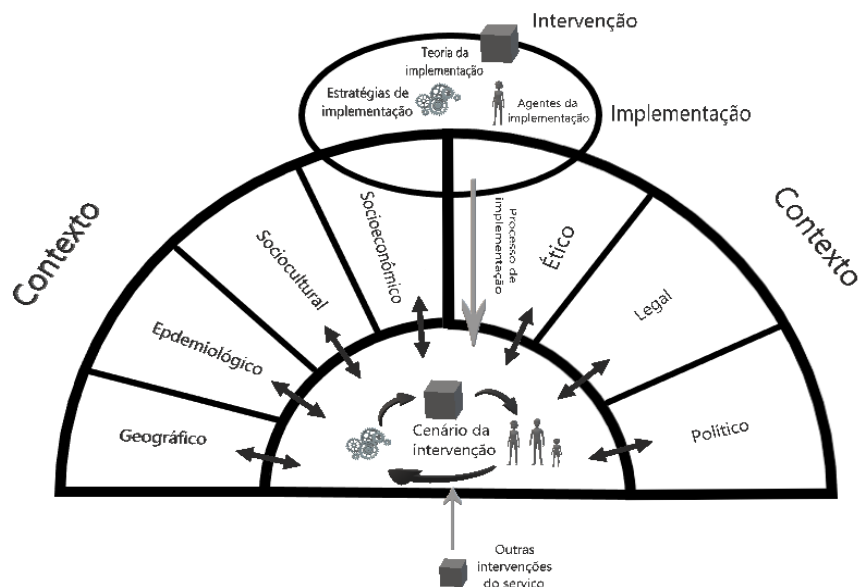 Intervenção
Teoria da
implementação
Estratégias de
implementação
Agentes da
implementação
Implementação
Contexto
Contexto
Geográfico
Epdemiológico
Sociocultural
Socioeconômico
Processo de
implementação
Ético
Legal
Político
Cenário da
intervenção
Outras
intervenções
do serviço